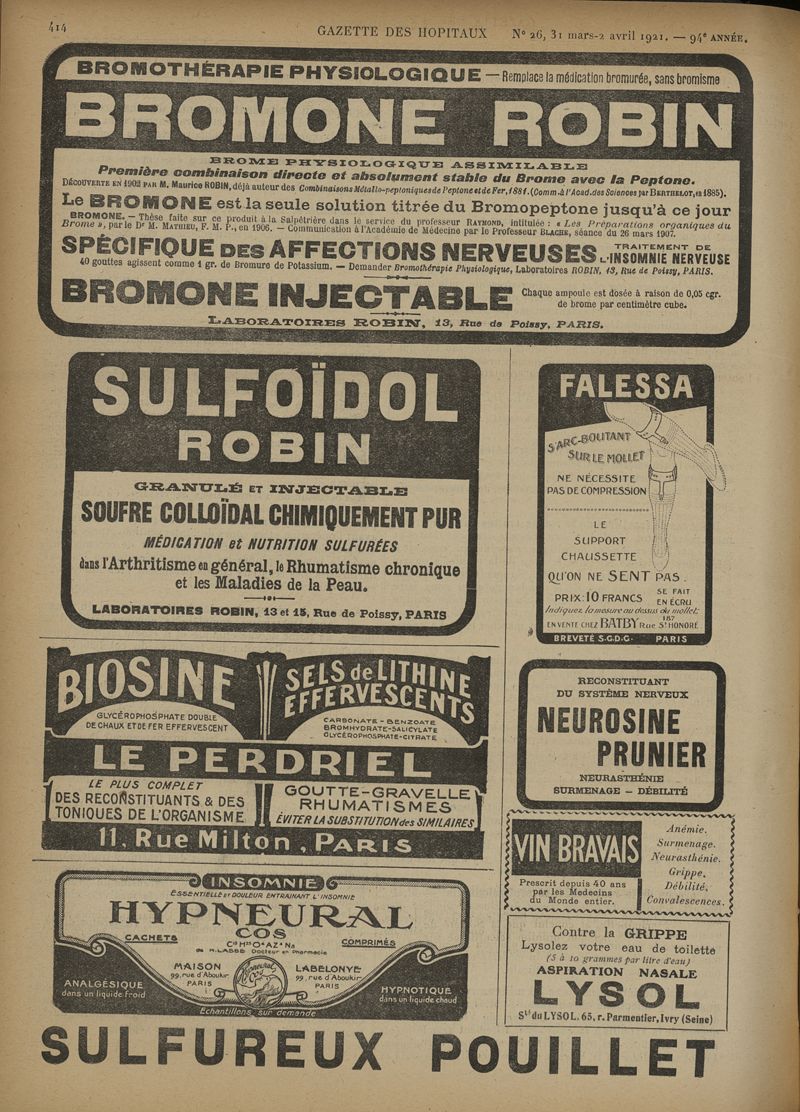 414
GAZETTE DES HOPITAUX N° 26, 31 mars-2 avril 1921. — 94e ANNÉE.
BROMOTHÉRAPIE PHYSIOLOGIQUE — Remplace la médication bromurée, sans bromisme
BROMONE ROBIN
BROME PHYSIOLOGIQUE ASSIMILABLE
Première combinaison directe et absolument stable du Brome avec la Peptone.
DÉCOUVERTE EN 1902 PAR M. Maurice ROBIN, déjà auteur des Combinaisons Métallo-peptoniques de Peptone et de Fer, 1881. (Comm. à l'Acad. des Sciences par BERTHELOT, en 1885).
Le BROMONE est la seule solution titrée du Bromopeptone jusqu'à ce jour
BROMONE. — Thèse faite sur ce produit à la Salpêtrière dans le service du professeur RAYMOND, intitulée : « Les Préparations organiques du
Brome », par le Dr M. MATHIEU, F. M. P., en 1906. — Communication à l'Académie de Médecine par le Professeur BLACHE, séance du 26 mars 1907.
SPÉCIFIQUE DES AFFECTIONS NERVEUSES
TRAITEMENT DE
L'INSOMNIE NERVEUSE
40 gouttes agissent comme 1 gr. de Bromure de Potassium. — Demander Bromothérapie Physiologique, Laboratoires ROBIN, 13, Rue de Poissy, PARIS.
BROMONE INJECTABLE
Chaque ampoule est dosée à raison de 0,05 cgr.
de brome par centimètre cube.
LABORATOIRES ROBIN, 13, Rue de Poissy, PARIS.
SULFOÏDOL
ROBIN
GRANULÉ ET INJECTABLE
SOUFRE COLLOÏDAL CHIMIQUEMENT PUR
MÉDICATION et NUTRITION SULFURÉES
dans l'Arthritisme en général, le Rhumatisme chronique
et les Maladies de la Peau.
LABORATOIRES ROBIN, 13 et 15, Rue de Poissy, PARIS
FALESSA
S'ARC-BOUTANT
SUR LE MOLLET
NE NÉCESSITE
PAS DE COMPRESSION
LE
SUPPORT
CHAUSSETTE
QU'ON NE SENT PAS.
PRIX: 10 FRANCS
SE FAIT
EN ÉCRU
Indiquez la mesure au dessus du mollet:
EN VENTE CHEZ BATBY 187 Rue St HONORÉ
BREVETÉ S.G.D.G. PARIS
BIOSINE
GLYCÉROPHOSPHATE DOUBLE
DE CHAUX ET DE FER EFFERVESCENT
SELS de LITHINE
EFFERVESCENTS
CARBONATE - BENZOATE
BROMHYDRATE-SALICYLATE
GLYCÉROPHOSPHATE-CITRATE
LE PERDRIEL
LE PLUS COMPLET
DES RECONSTITUANTS & DES
TONIQUES DE L'ORGANISME
GOUTTE-GRAVELLE
RHUMATISMES
ÉVITER LA SUBSTITUTION des SIMILAIRES
11, Rue Milton, PARIS
RECONSTITUANT
DU SYSTÈME NERVEUX
NEUROSINE
PRUNIER
NEURASTHÉNIE
SURMENAGE — DÉBILITÉ
VIN BRAVAIS
Prescrit depuis 40 ans
par les Medecins
du Monde entier.
Anémie.
Surmenage.
Neurasthénie.
Grippe,
Débilité,
Convalescences.
INSOMNIE
ESSENTIELLE ET DOULEUR ENTRAINANT L'INSOMNIE
HYPNEURAL
COS
CACHETS
COMPRIMÉS
DE H. LABBÉ Docteur en Pharmacie
MAISON
99, rue d'Aboukir
PARIS
Hypneural
LABELONYE
99, rue d'Aboukir
PARIS
ANALGÉSIQUE
dans un liquide froid
HYPNOTIQUE
dans un liquide chaud
Echantillons sur demande
Contre la GRIPPE
Lysolez votre eau de toilette
(5 à 10 grammes par litre d'eau)
ASPIRATION NASALE
LYSOL
Sté du LYSOL, 65, r. Parmentier, Ivry (Seine)
SULFUREUX POUILLET